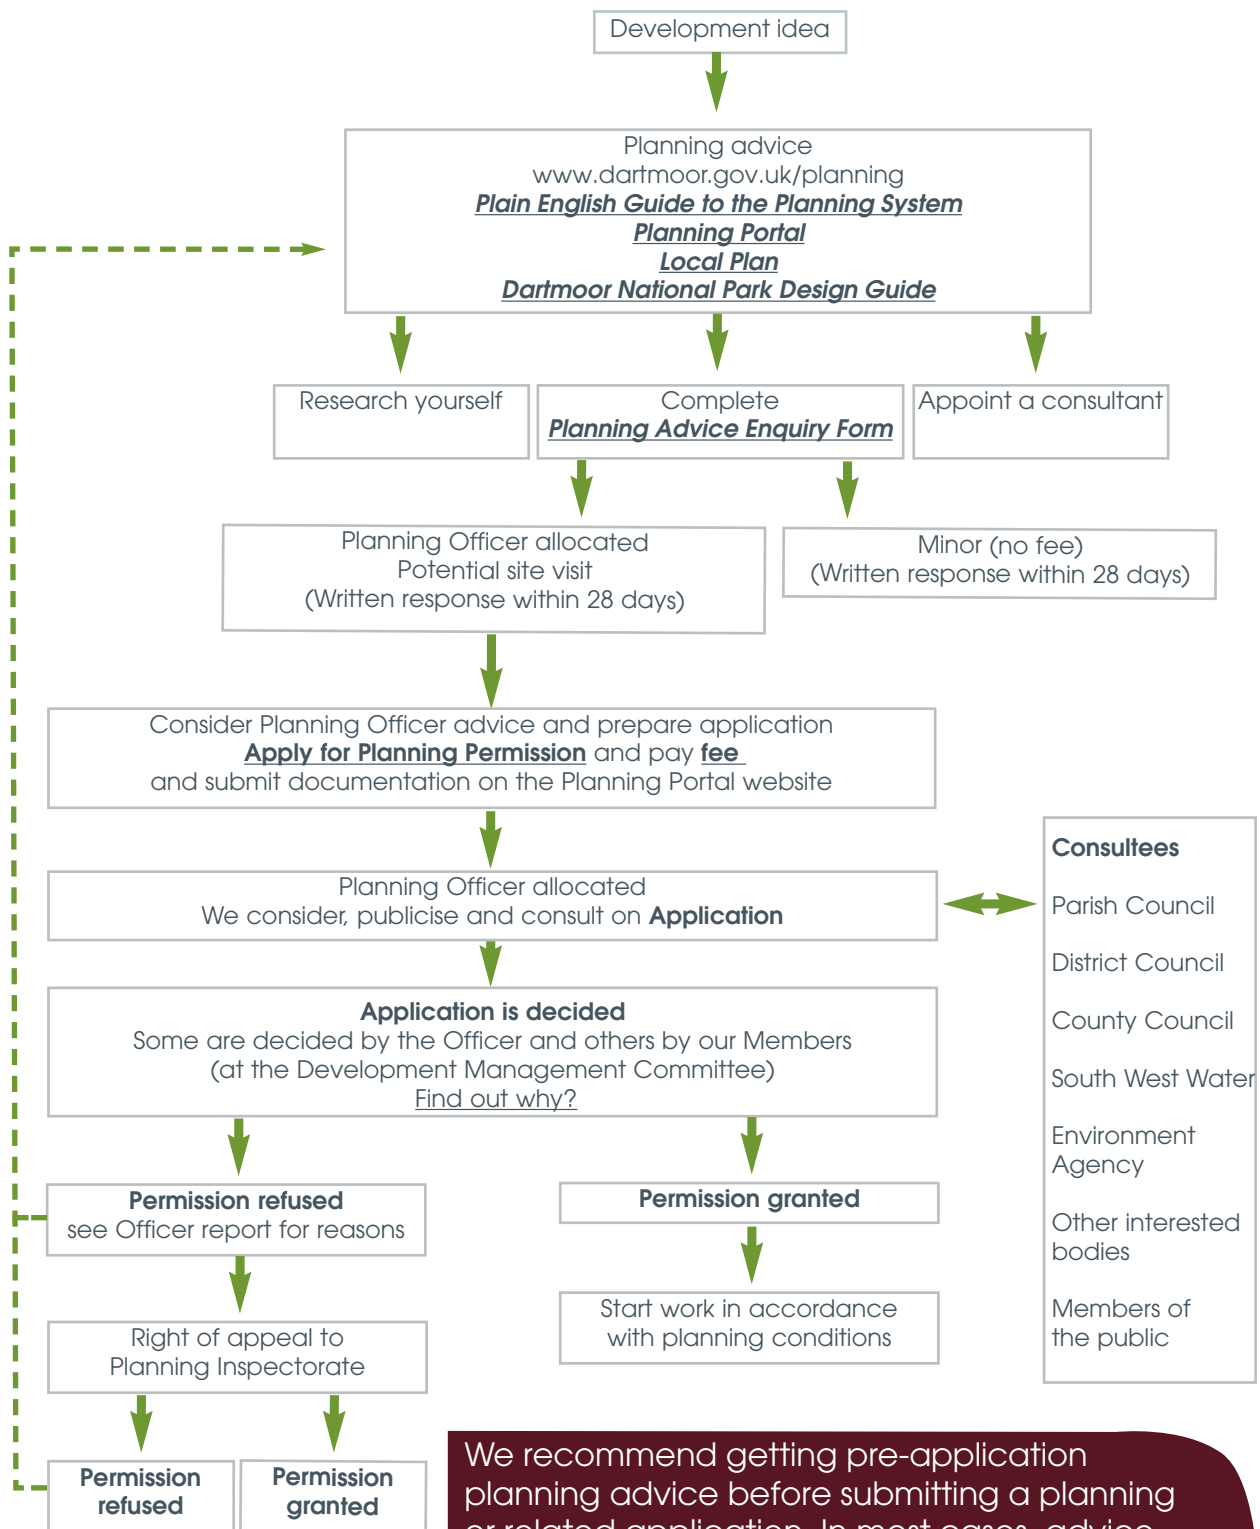 Development idea
Planning advice
www.dartmoor.gov.uk/planning
Plain English Guide to the Planning System
Planning Portal
Local Plan
Dartmoor National Park Design Guide
Research yourself
Complete
Planning Advice Enquiry Form
Appoint a consultant
Planning Officer allocated
Potential site visit
(Written response within 28 days)
Minor (no fee)
(Written response within 28 days)
Consider Planning Officer advice and prepare application
Apply for Planning Permission and pay fee
and submit documentation on the Planning Portal website
Planning Officer allocated
We consider, publicise and consult on Application
Consultees
Parish Council
District Council
County Council
South West Water
Environment
Agency
Other interested
bodies
Members of
the public
Application is decided
Some are decided by the Officer and others by our Members
(at the Development Management Committee)
Find out why?
Permission refused
see Officer report for reasons
Permission granted
Start work in accordance
with planning conditions
Right of appeal to
Planning Inspectorate
Permission
refused
Permission
granted
We recommend getting pre-application
planning advice before submitting a planning
or related application. In most cases, advice